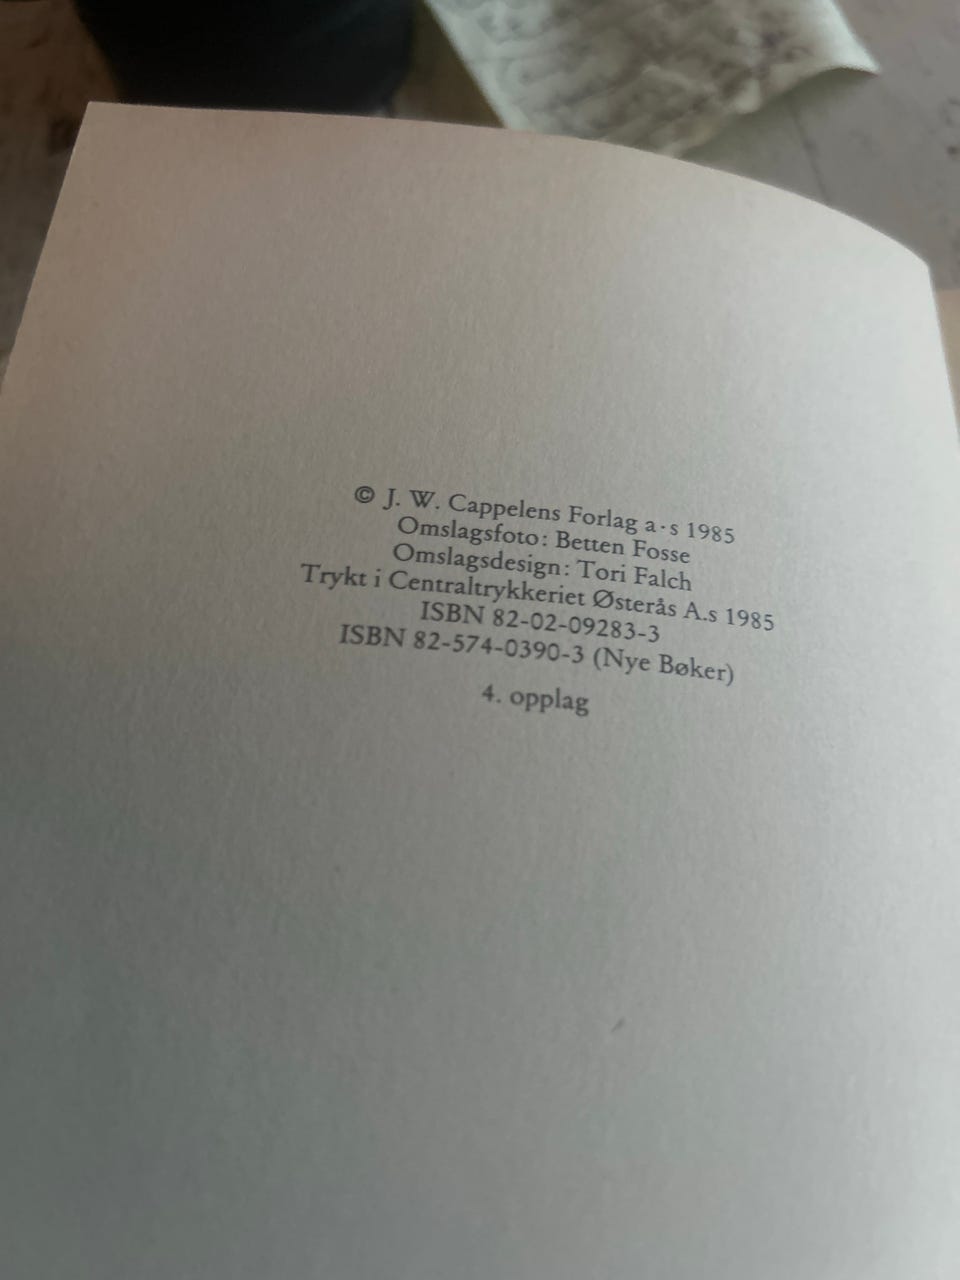 © J. W. Cappelens Forlag a·s 1985
Omslagsfoto: Betten Fosse
Omslagsdesign: Tori Falch
Trykt i Centraltrykkeriet Østerås A.s 1985
ISBN 82-02-09283-3
ISBN 82-574-0390-3 (Nye Bøker)
4. opplag